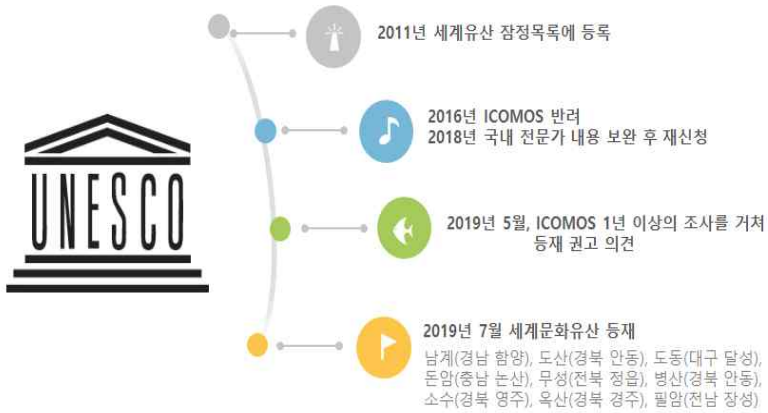 UNESCO
2011년 세계유산 잠정목록에 등록
2016년 ICOMOS 반려
2018년 국내 전문가 내용 보완 후 재신청
2019년 5월, ICOMOS 1년 이상의 조사를 거쳐
등재 권고 의견
2019년 7월 세계문화유산 등재
남계(경남 함양), 도산(경북 안동), 도동(대구 달성),
돈암(충남 논산), 무성(전북 정읍), 병산(경북 안동),
소수(경북 영주), 옥산(경북 경주), 필암(전남 장성)